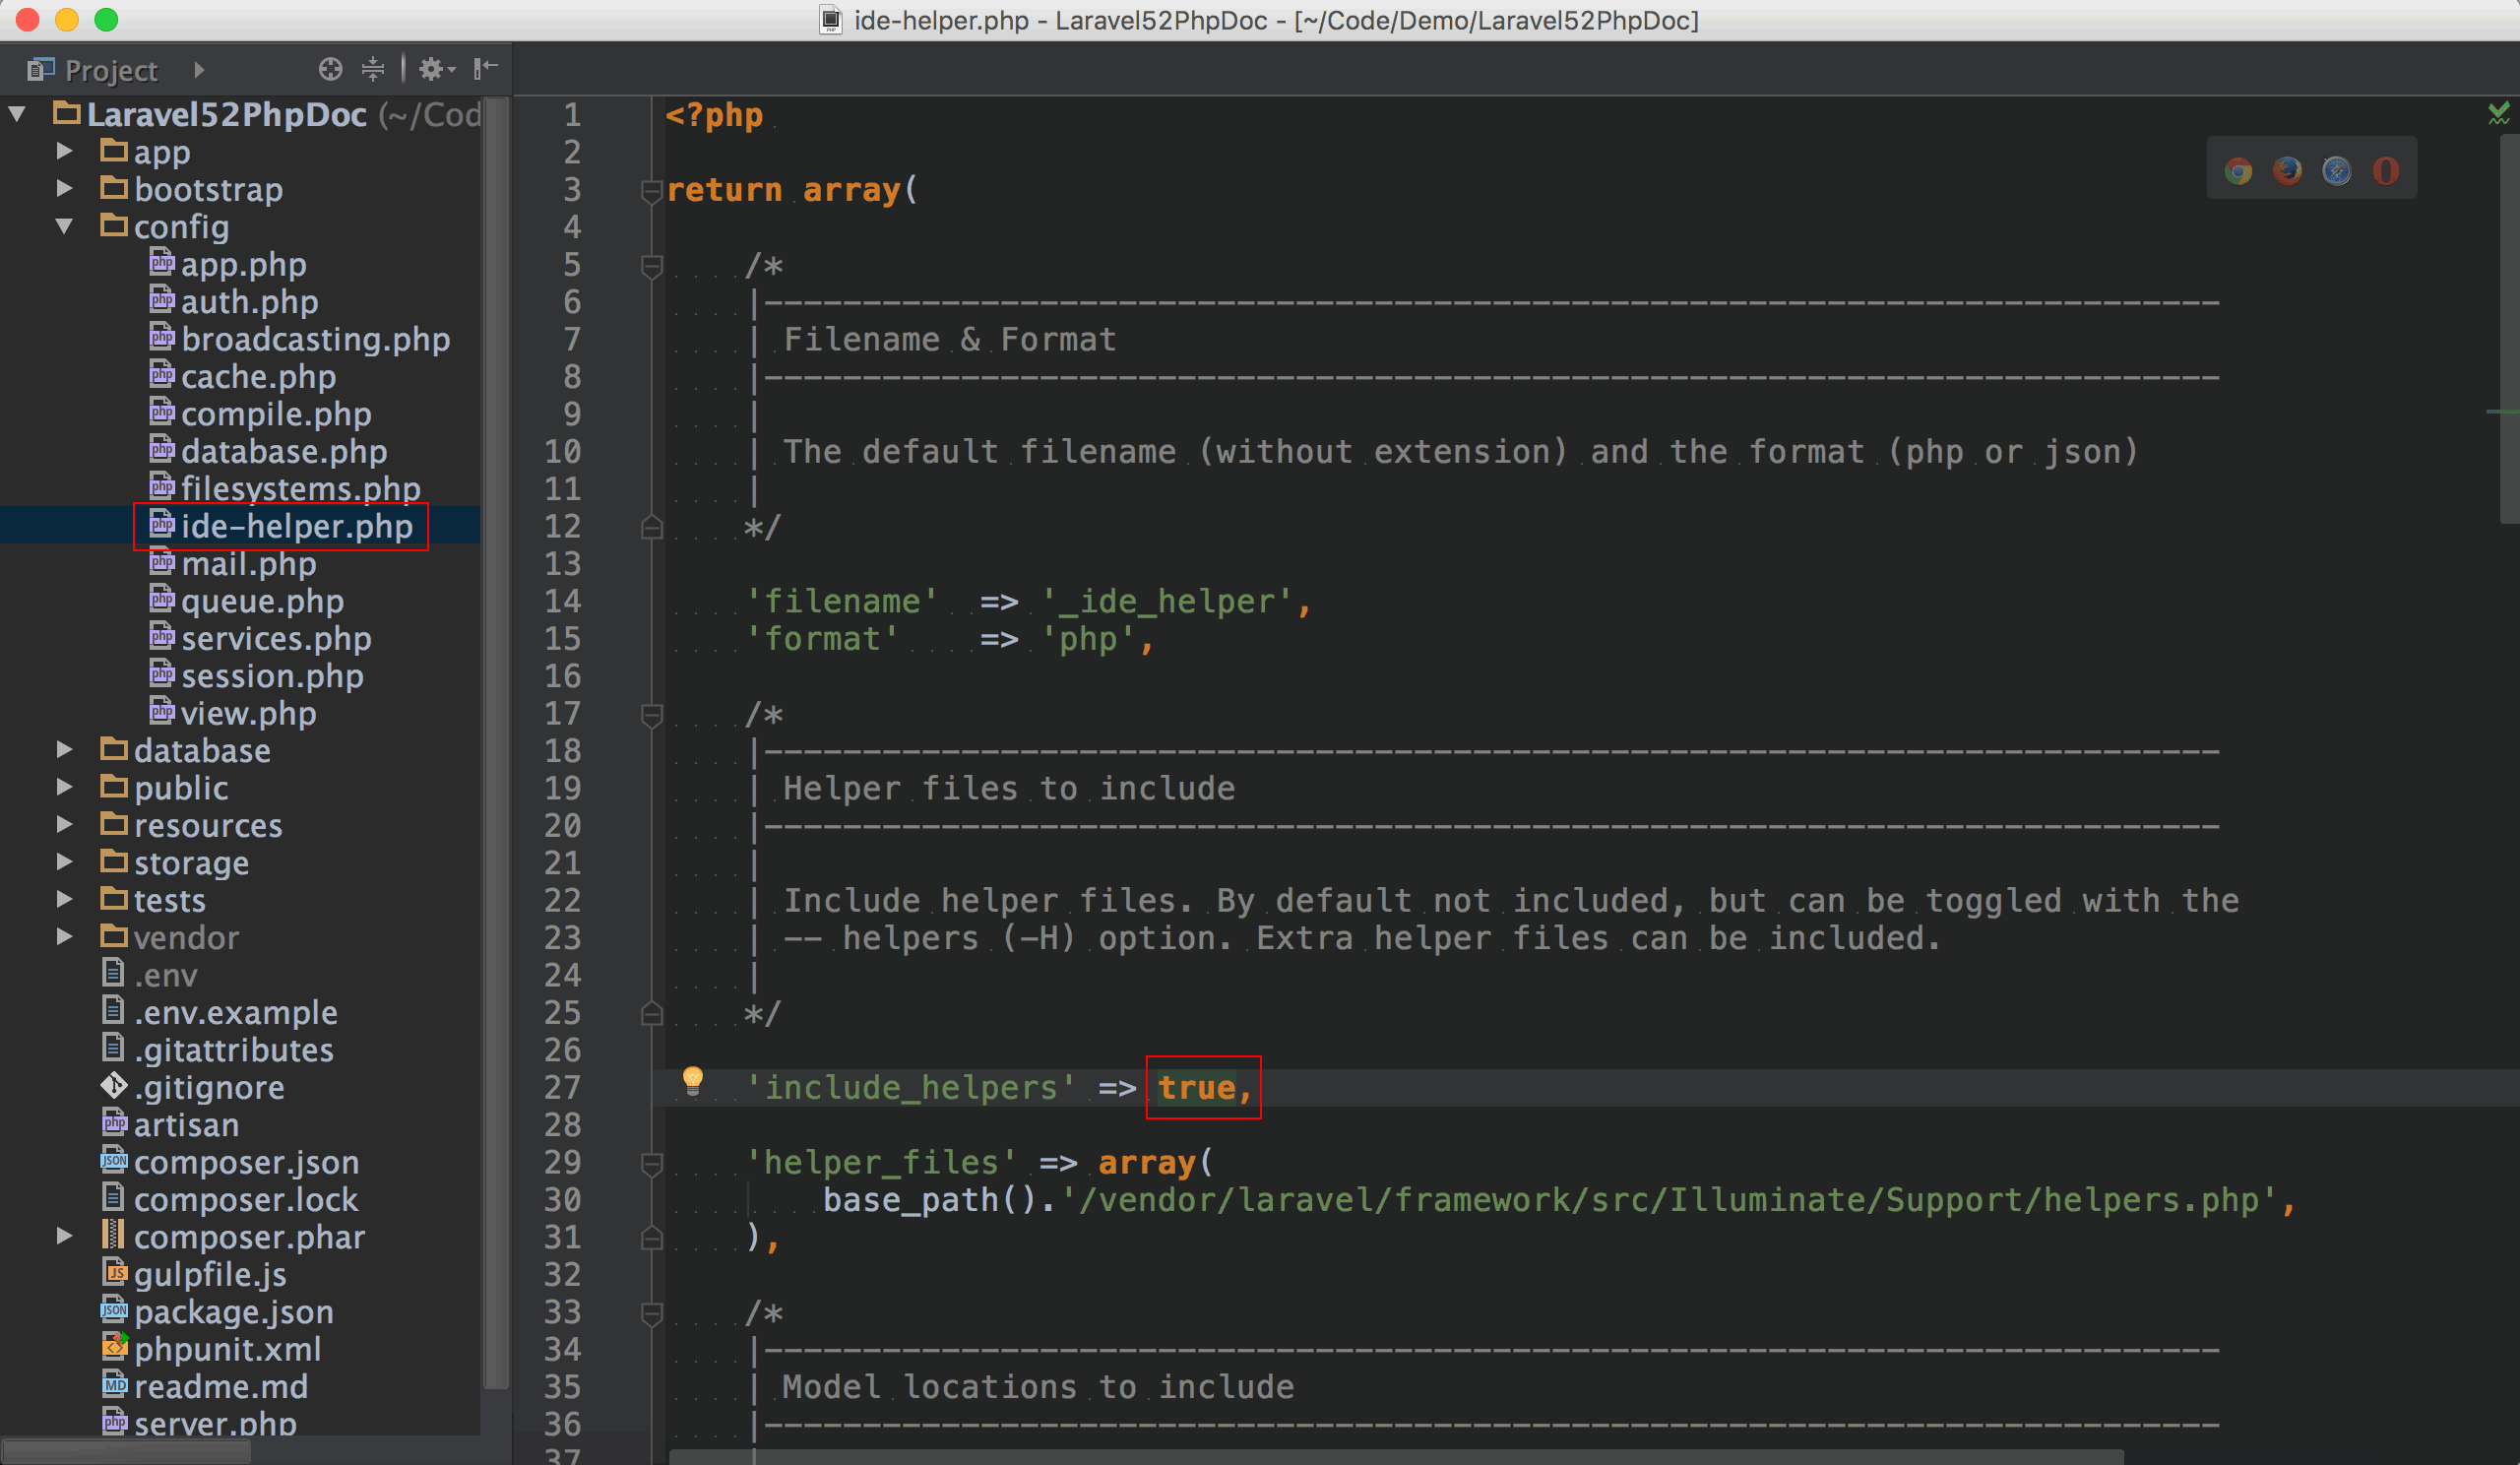 ide-helper.php - Laravel52PhpDoc - [~/Code/Demo/Laravel52PhpDoc]
Project
Laravel52PhpDoc (~/Cod
app
bootstrap
config
app.php
auth.php
broadcasting.php
cache.php
compile.php
database.php
filesystems.php
ide-helper.php
mail.php
queue.php
services.php
session.php
view.php
database
public
resources
storage
tests
vendor
.env
.env.example
.gitattributes
.gitignore
artisan
composer.json
composer.lock
composer.phar
gulpfile.js
package.json
phpunit.xml
readme.md
server.php
1 <?php
2
3 return array(
4
5 /*
6 |--------------------------------------------------------------------------
7 | Filename & Format
8 |--------------------------------------------------------------------------
9 |
10 | The default filename (without extension) and the format (php or json)
11 |
12 */
13
14 'filename'  => '_ide_helper',
15 'format'    => 'php',
16
17 /*
18 |--------------------------------------------------------------------------
19 | Helper files to include
20 |--------------------------------------------------------------------------
21 |
22 | Include helper files. By default not included, but can be toggled with the
23 | -- helpers (-H) option. Extra helper files can be included.
24 |
25 */
26
27 'include_helpers' => true,
28
29 'helper_files' => array(
30 base_path().'/vendor/laravel/framework/src/Illuminate/Support/helpers.php',
31 ),
32
33 /*
34 |--------------------------------------------------------------------------
35 | Model locations to include
36 |--------------------------------------------------------------------------
37 |